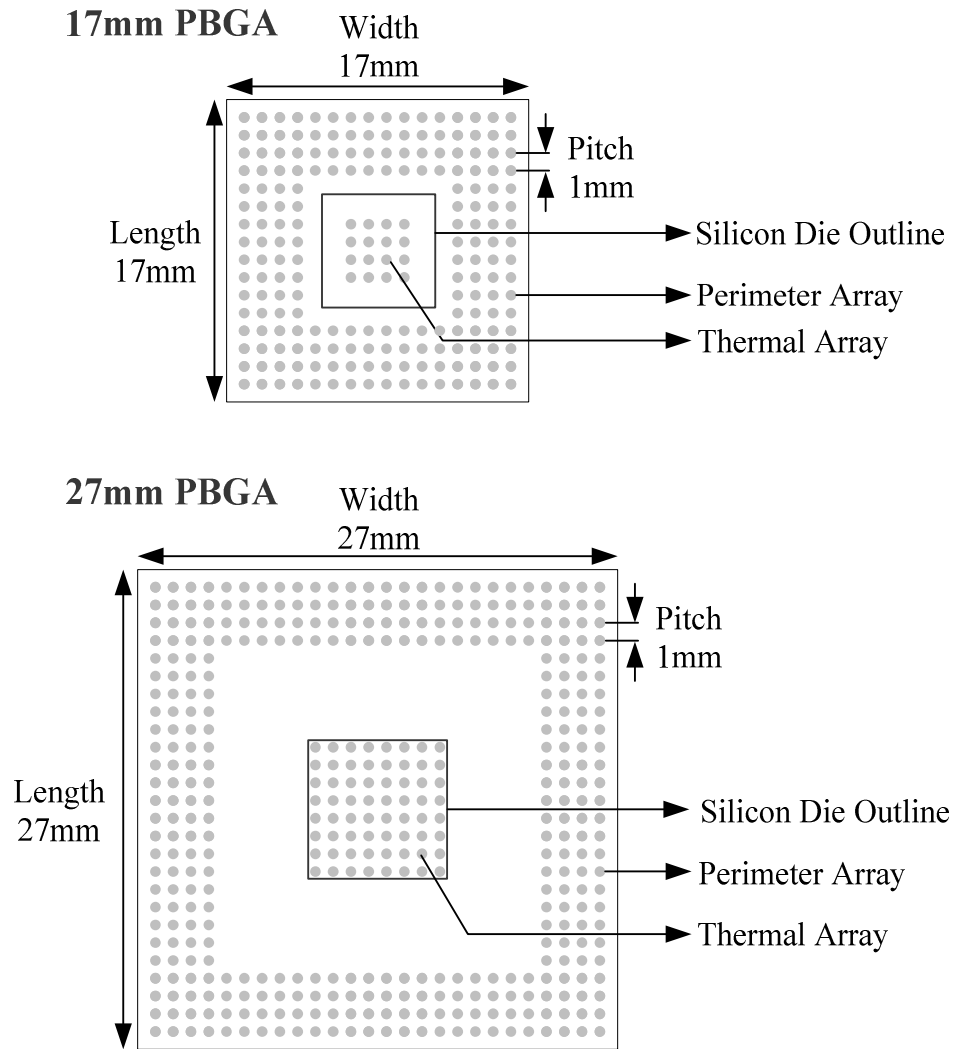 17mm PBGA
Width
17mm
Pitch
1mm
Length
17mm
Silicon Die Outline
Perimeter Array
Thermal Array
27mm PBGA
Width
27mm
Pitch
1mm
Length
27mm
Silicon Die Outline
Perimeter Array
Thermal Array